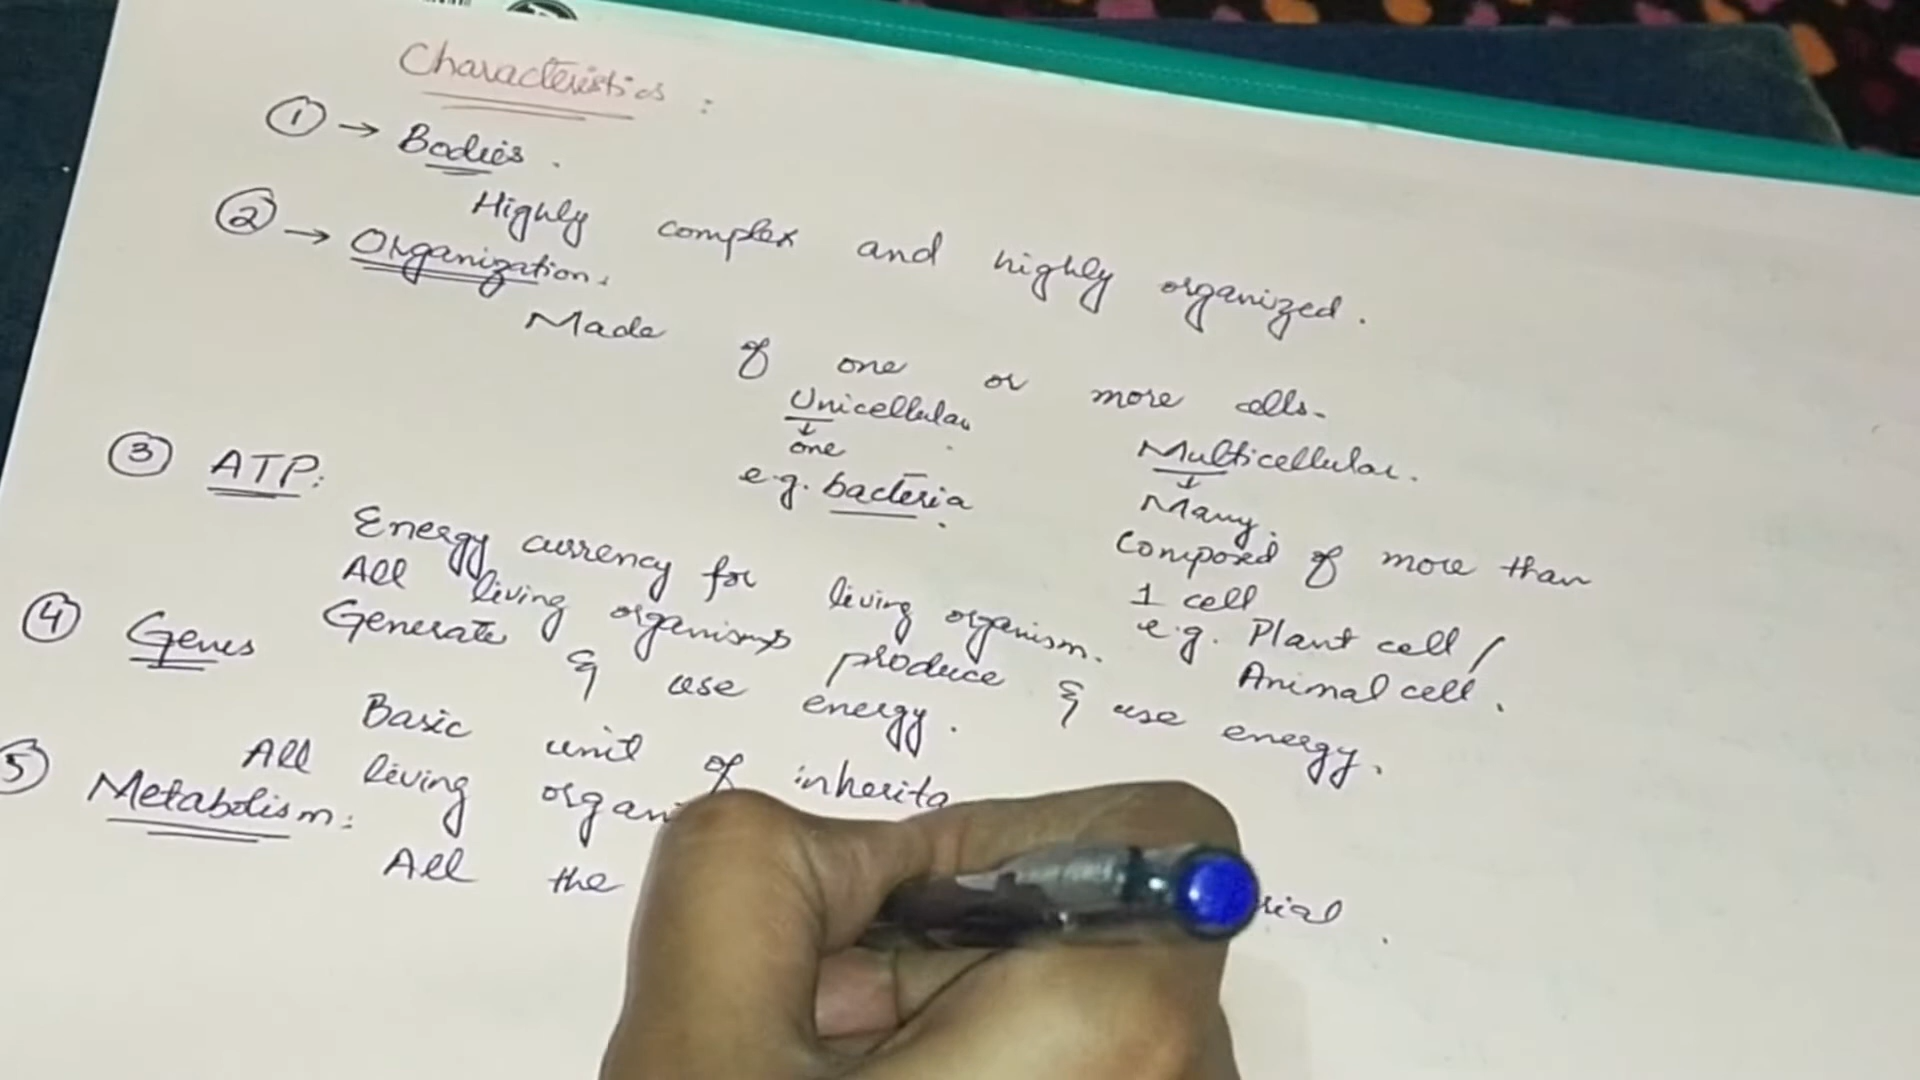 Characteristics :
① → Bodies .
Highly complex and highly organized .
② → Organization .
Made of one or more cells .
Unicellular Multicellular .
↓ one ↓ Many .
e.g. bacteria . Composed of more than
1 cell
e.g. Plant cell /
Animal cell .
③ ATP :
Energy currency for living organism .
All living organisms produce & use energy .
Generate & use energy .
④ Genes
Basic unit of
All living
⑤ Metabolism :
All the